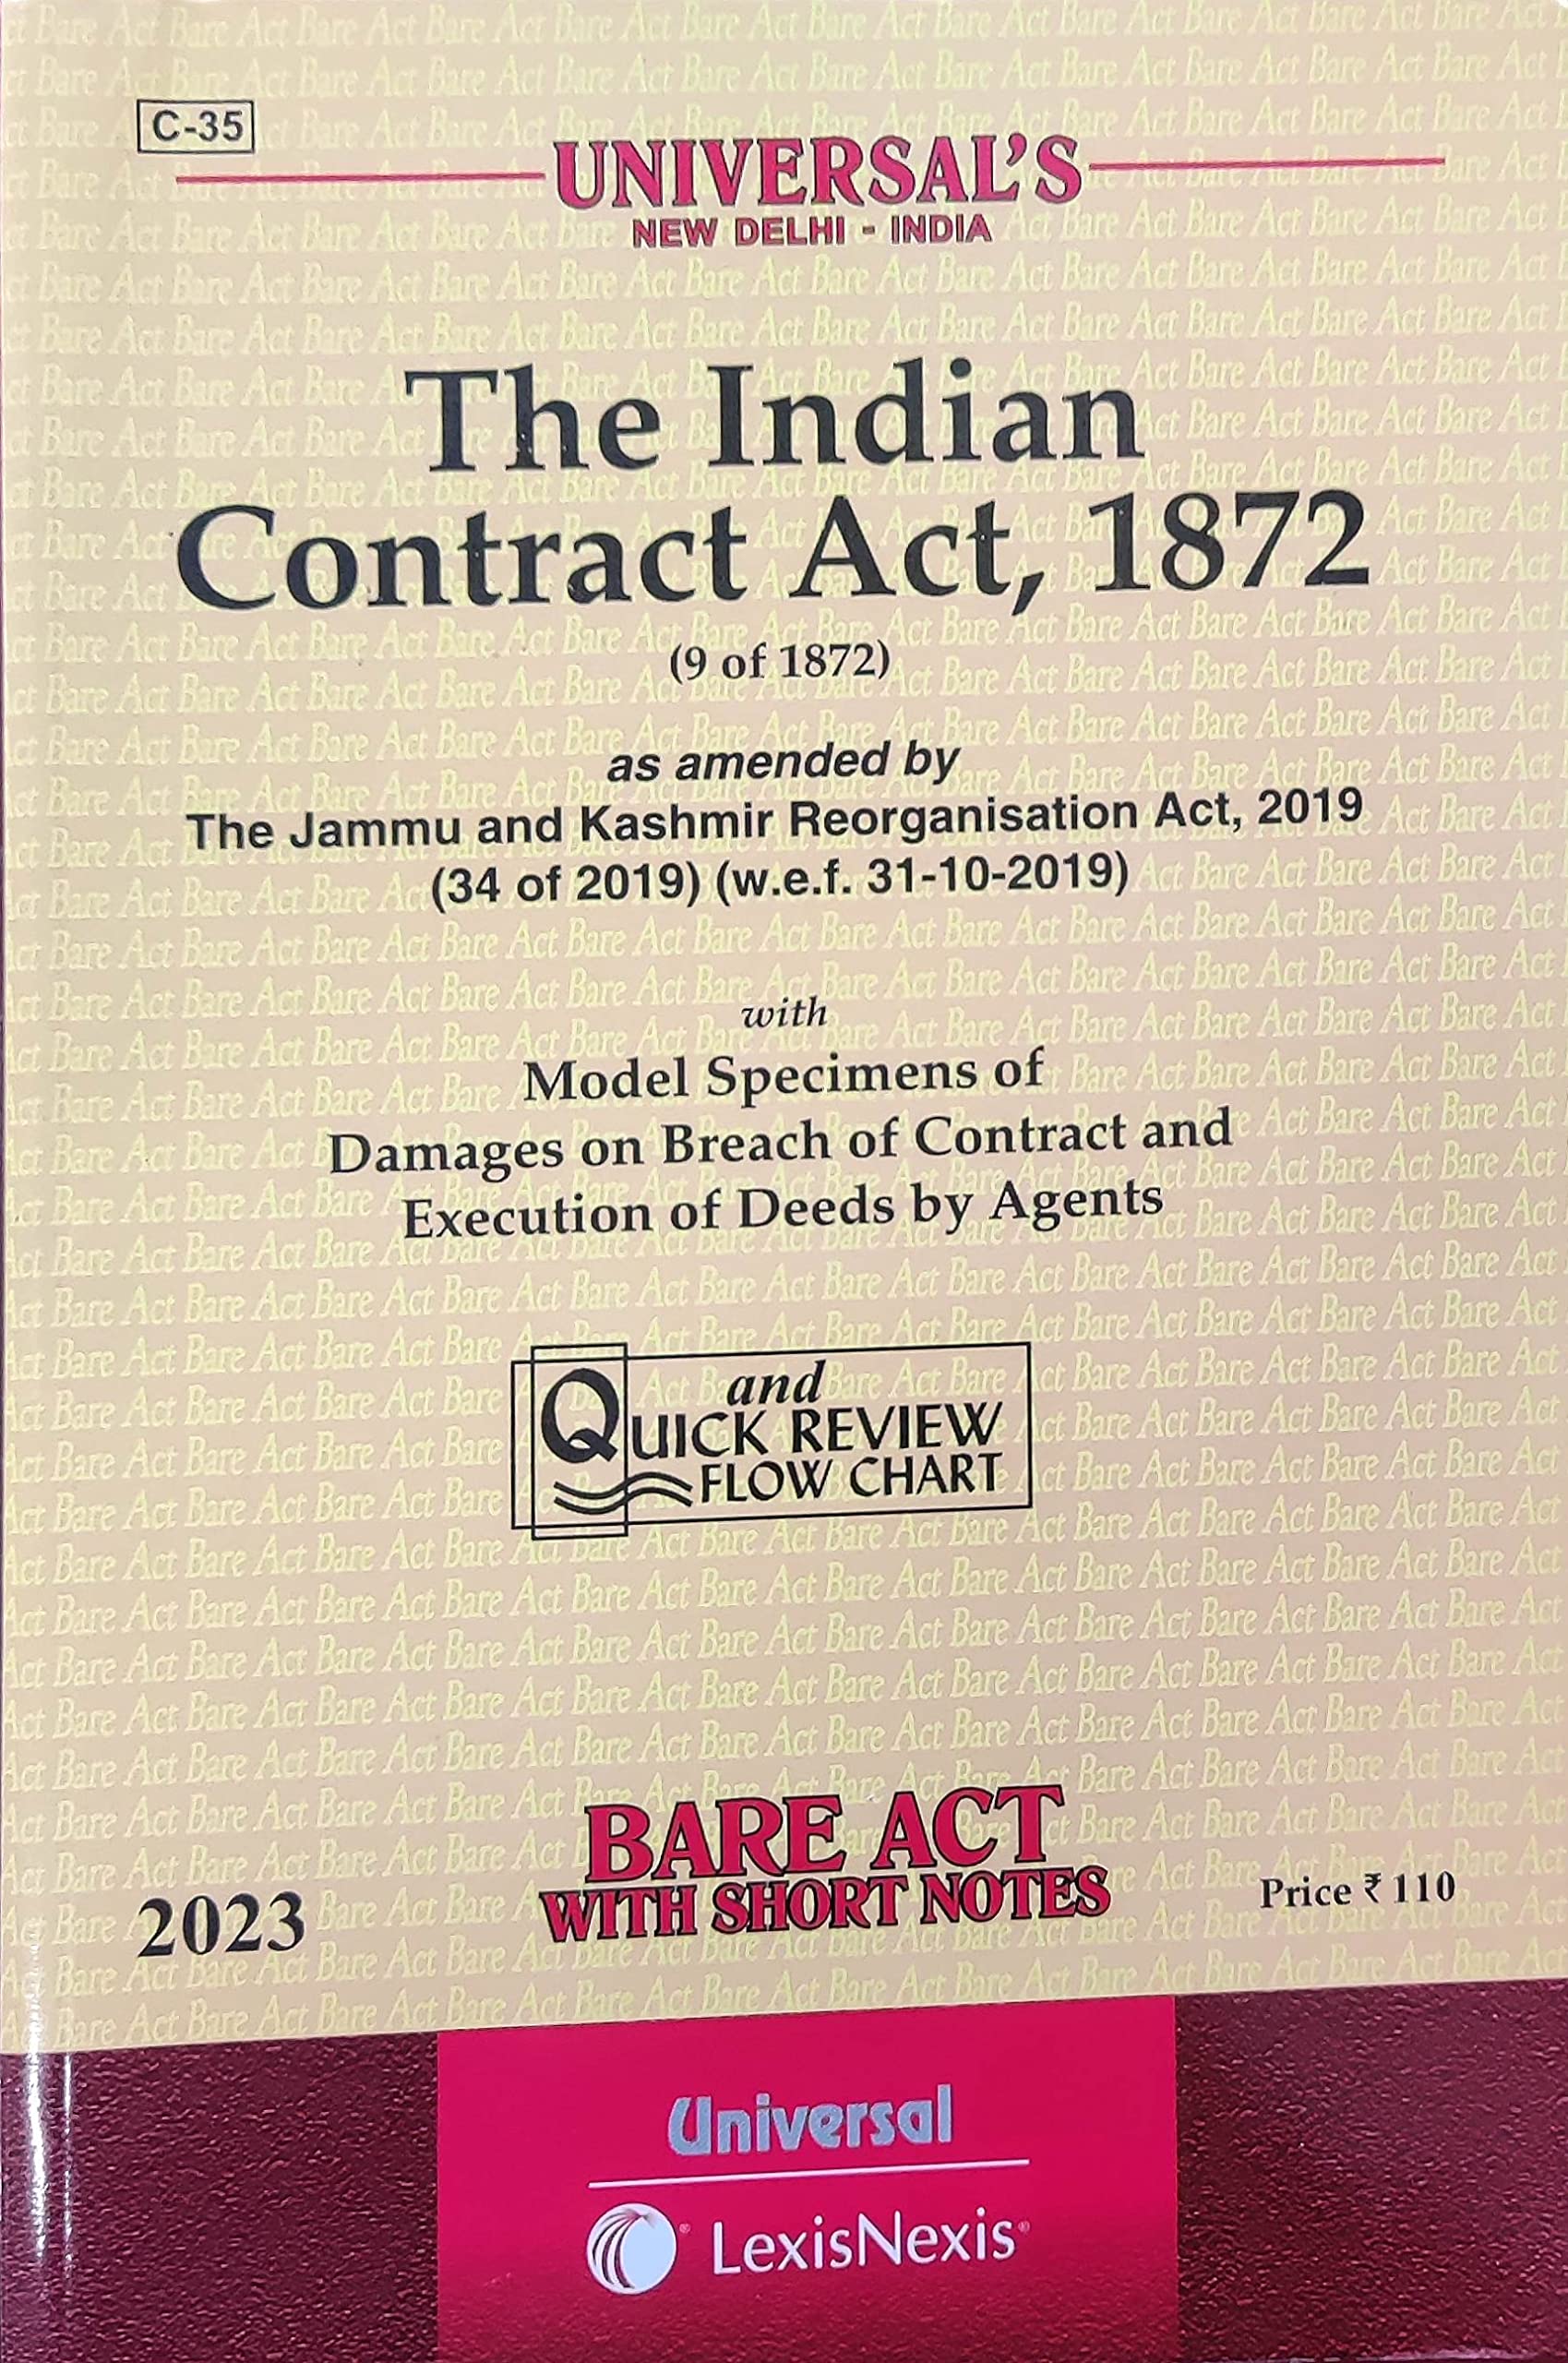 C-35
UNIVERSAL'S
NEW DELHI - INDIA
The Indian
Contract Act, 1872
(9 of 1872)
as amended by
The Jammu and Kashmir Reorganisation Act, 2019
(34 of 2019) (w.e.f. 31-10-2019)
with
Model Specimens of
Damages on Breach of Contract and
Execution of Deeds by Agents
and
QUICK REVIEW
FLOW CHART
BARE ACT
WITH SHORT NOTES
2023
Price ₹ 110
Universal
LexisNexis®